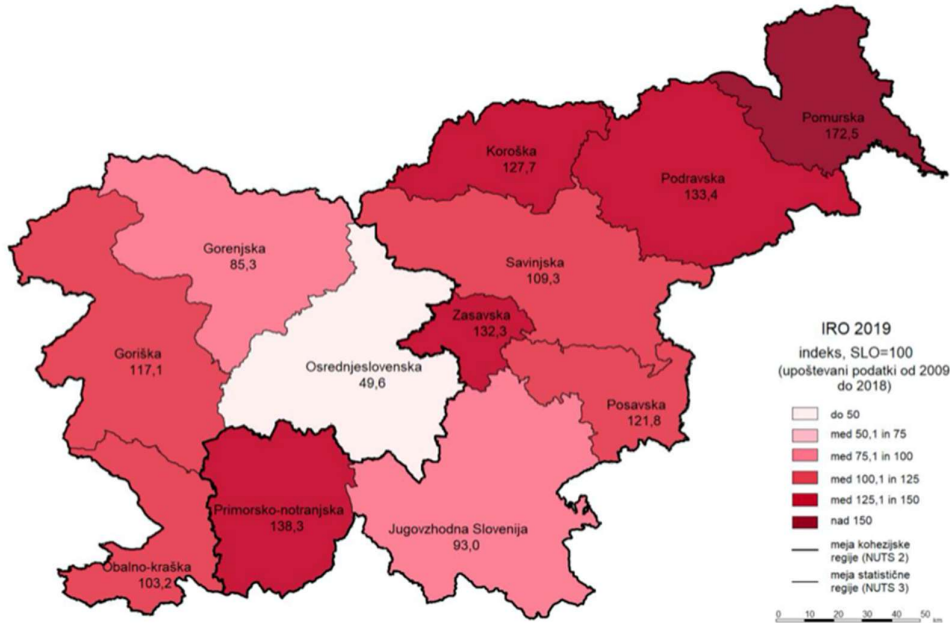 Pomurska
172,5
Koroška
127,7
Podravska
133,4
Gorenjska
85,3
Savinjska
109,3
Zasavska
132,3
Goriška
117,1
Osrednjeslovenska
49,6
Posavska
121,8
Primorsko-notranjska
138,3
Jugovzhodna Slovenija
93,0
Obalno-kraška
103,2
IRO 2019
indeks, SLO=100
(upoštevani podatki od 2009
do 2018)
do 50
med 50,1 in 75
med 75,1 in 100
med 100,1 in 125
med 125,1 in 150
nad 150
meja kohezijske
regije (NUTS 2)
meja statistične
regije (NUTS 3)
0 10 20 30 40 50
km